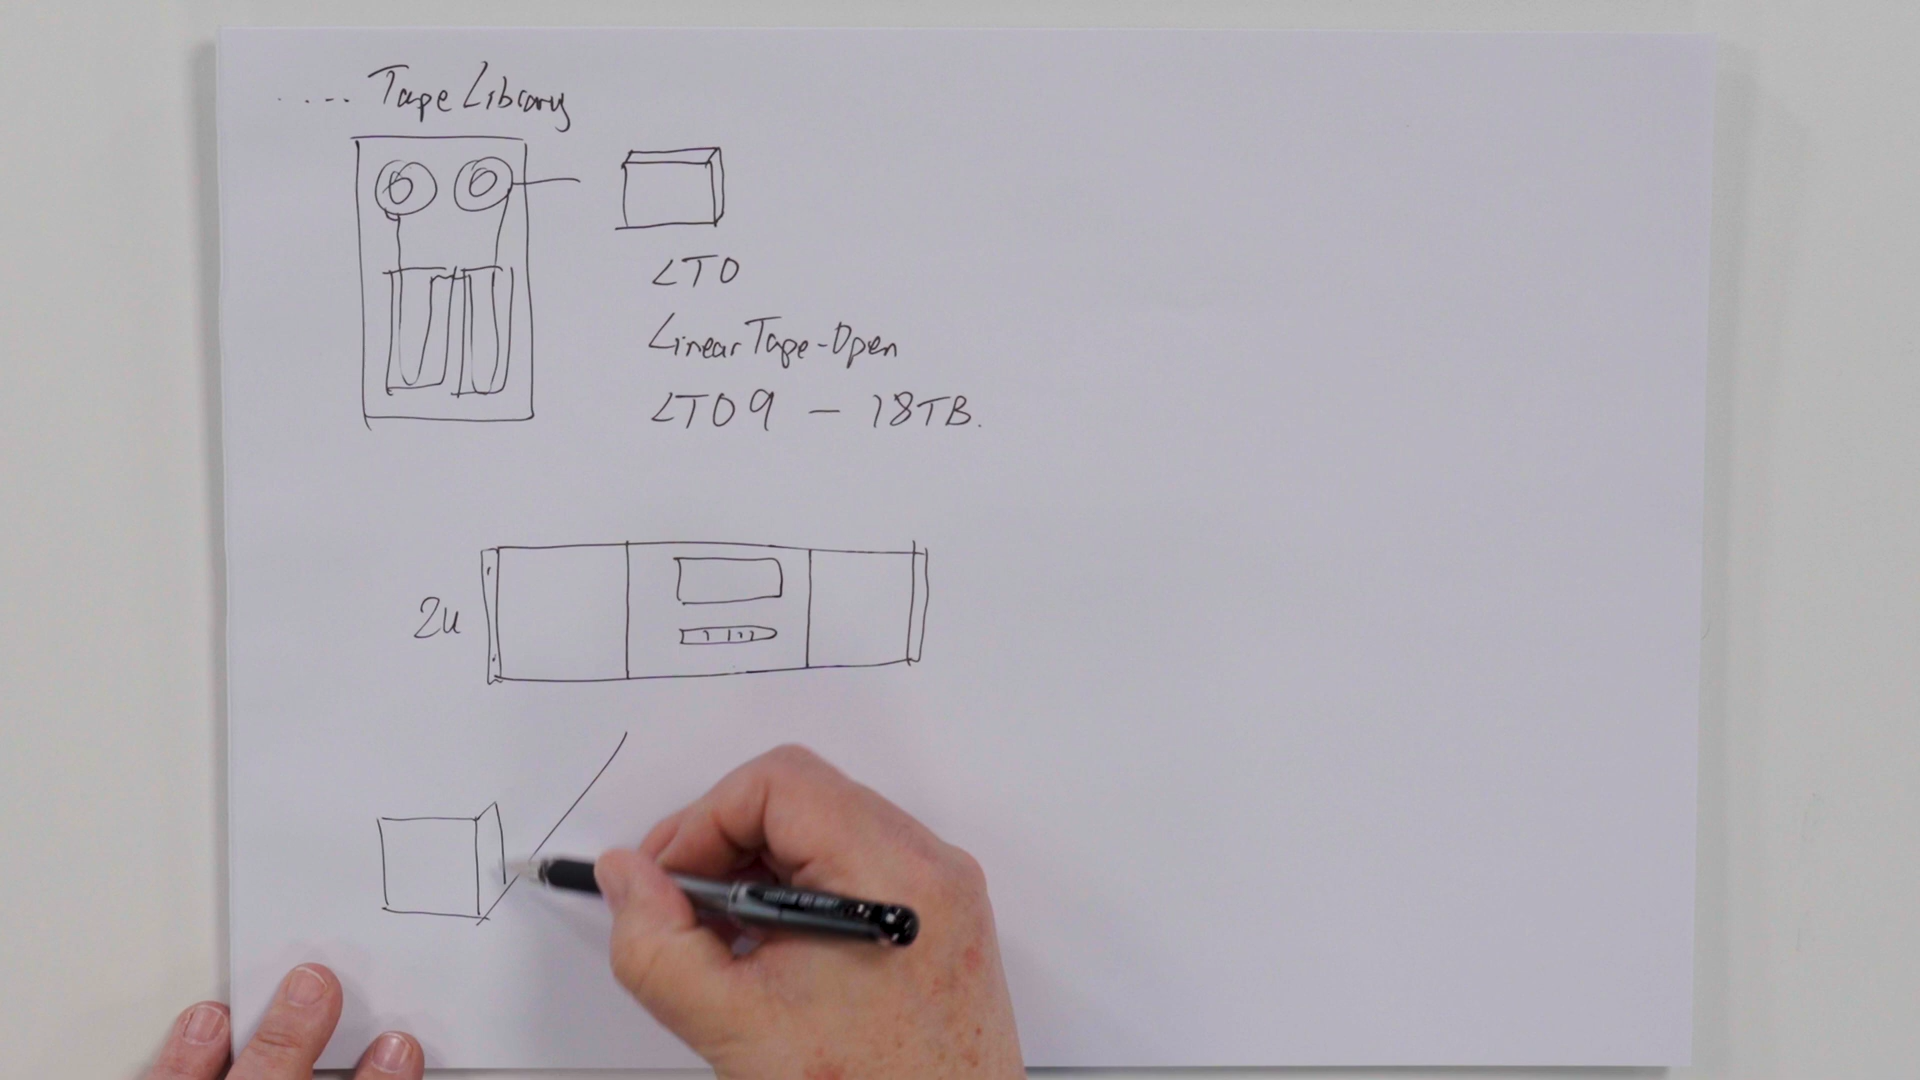 .... Tape Library
LTO
Linear Tape-Open
LTO9 – 18TB.
2u